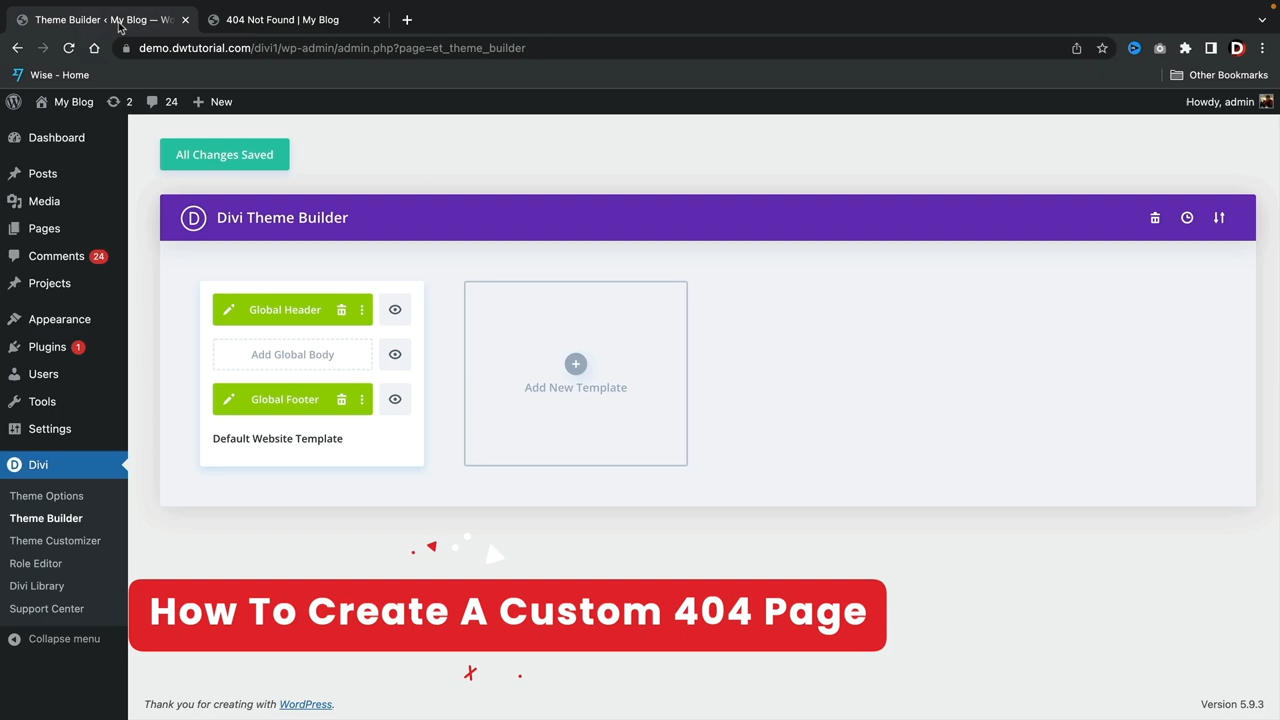 Theme Builder ‹ My Blog — Wo
404 Not Found | My Blog
demo.dwtutorial.com/divi1/wp-admin/admin.php?page=et_theme_builder
Wise - Home
Other Bookmarks
My Blog
2
24
New
Howdy, admin
Dashboard
Posts
Media
Pages
Comments 24
Projects
Appearance
Plugins 1
Users
Tools
Settings
Divi
Theme Options
Theme Builder
Theme Customizer
Role Editor
Divi Library
Support Center
Collapse menu
All Changes Saved
Divi Theme Builder
Global Header
Add Global Body
Global Footer
Default Website Template
Add New Template
How To Create A Custom 404 Page
Thank you for creating with WordPress.
Version 5.9.3